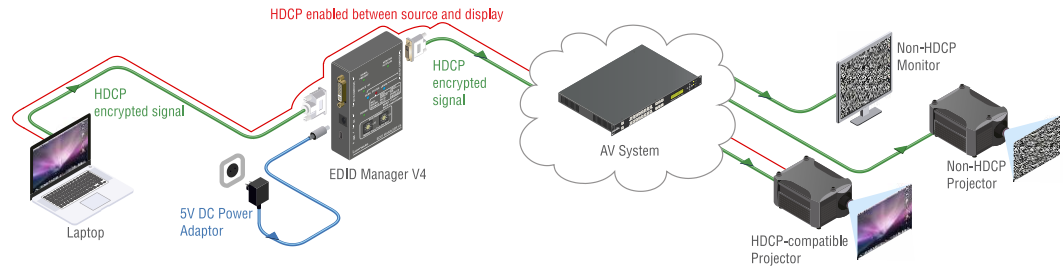 HDCP enabled between source and display
HDCP
encrypted signal
Laptop
5V DC Power
Adaptor
EDID Manager V4
HDCP
encrypted
signal
AV System
Non-HDCP
Monitor
Non-HDCP
Projector
HDCP-compatible
Projector